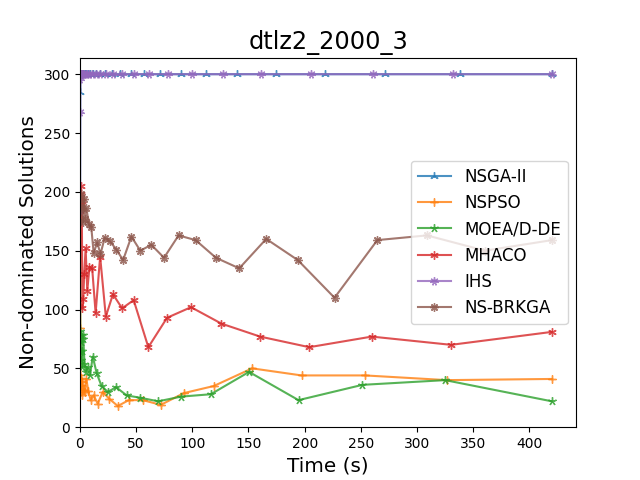 dtlz2_2000_3
Non-dominated Solutions
300
250
200
150
100
50
0
NSGA-II
NSPSO
MOEA/D-DE
MHACO
IHS
NS-BRKGA
0 50 100 150 200 250 300 350 400
Time (s)